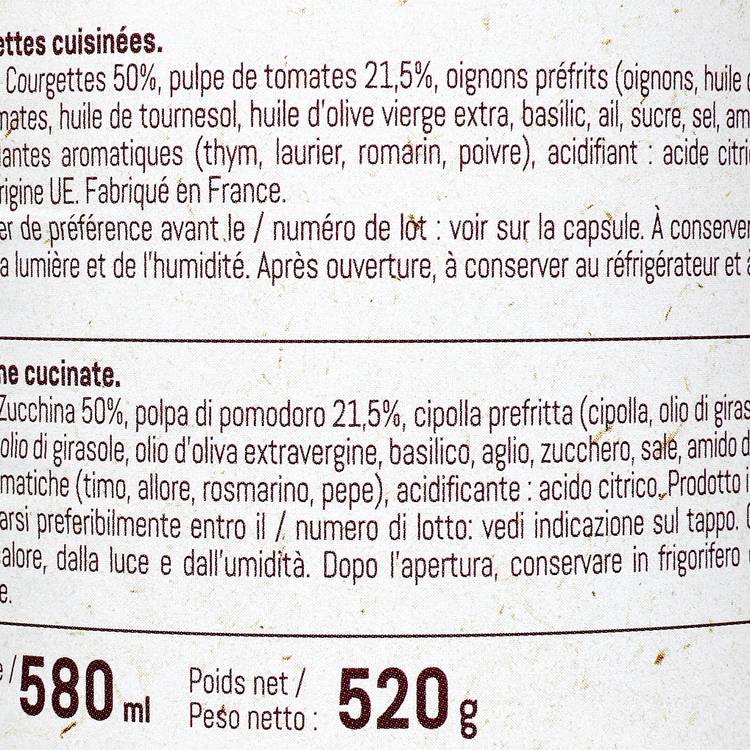 ettes cuisinées.
Courgettes 50%, pulpe de tomates 21,5%, oignons préfrits (oignons, huile
mates, huile de tournesol, huile d'olive vierge extra, basilic, ail, sucre, sel, am
lantes aromatiques (thym, laurier, romarin, poivre), acidifiant : acide citri
rigine UE. Fabriqué en France.
er de préférence avant le / numéro de lot : voir sur la capsule. À conserver
a lumière et de l'humidité. Après ouverture, à conserver au réfrigérateur et
ne cucinate.
Zucchina 50%, polpa di pomodoro 21,5%, cipolla prefritta (cipolla, olio di giras
olio di girasole, olio d'oliva extravergine, basilico, aglio, zucchero, sale, amido d
matiche (timo, allore, rosmarino, pepe), acidificante : acido citrico. Prodotto i
arsi preferibilmente entro il / numero di lotto: vedi indicazione sul tappo.
alore, dalla luce e dall'umidità. Dopo l'apertura, conservare in frigorifero
e.
e / 580 ml
Poids net /
Peso netto : 520 g